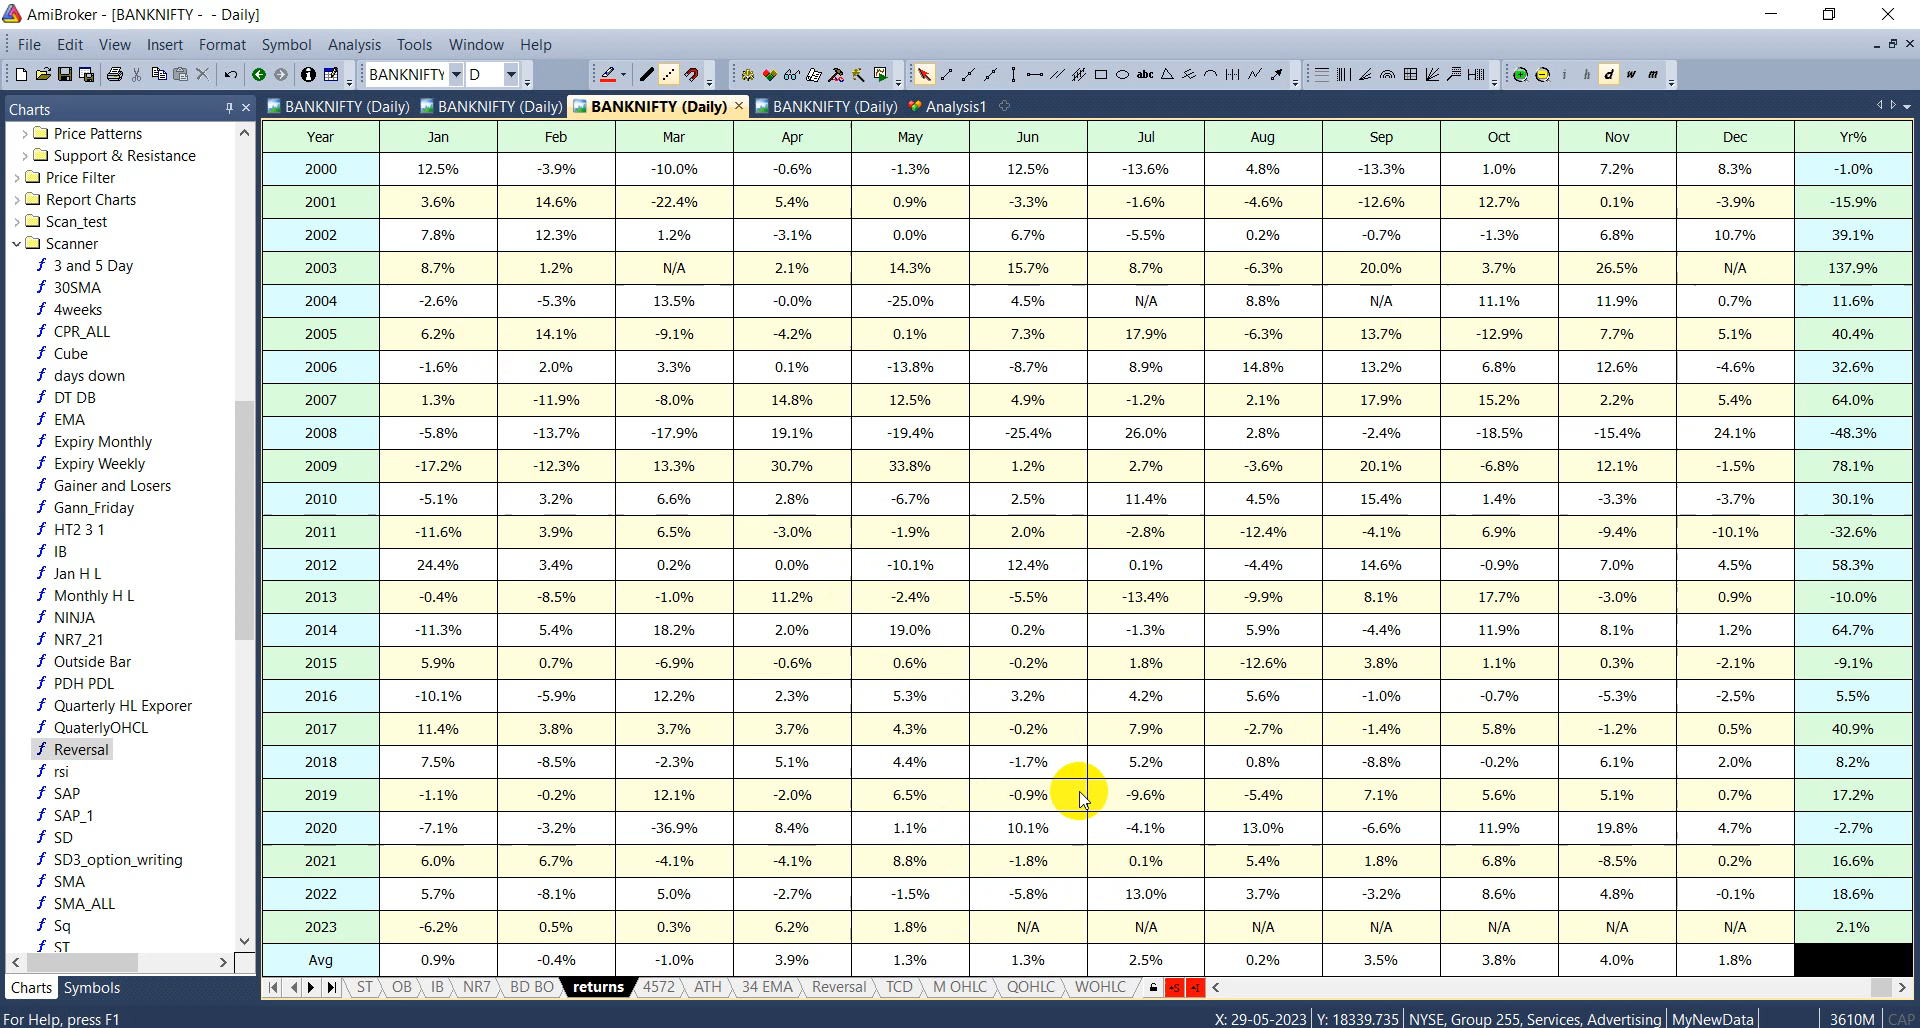 AmiBroker - [BANKNIFTY - - Daily]
File Edit View Insert Format Symbol Analysis Tools Window Help
BANKNIFTY D abc i h d w m
Charts
BANKNIFTY (Daily) BANKNIFTY (Daily) BANKNIFTY (Daily) BANKNIFTY (Daily) Analysis1
Price Patterns
Support & Resistance
Price Filter
Report Charts
Scan_test
Scanner
3 and 5 Day
30SMA
4weeks
CPR_ALL
Cube
days down
DT DB
EMA
Expiry Monthly
Expiry Weekly
Gainer and Losers
Gann_Friday
HT2 3 1
IB
Jan H L
Monthly H L
NINJA
NR7_21
Outside Bar
PDH PDL
Quarterly HL Exporer
QuaterlyOHCL
Reversal
rsi
SAP
SAP_1
SD
SD3_option_writing
SMA
SMA_ALL
Sq
ST
Charts Symbols
Year Jan Feb Mar Apr May Jun Jul Aug Sep Oct Nov Dec Yr%
2000 12.5% -3.9% -10.0% -0.6% -1.3% 12.5% -13.6% 4.8% -13.3% 1.0% 7.2% 8.3% -1.0%
2001 3.6% 14.6% -22.4% 5.4% 0.9% -3.3% -1.6% -4.6% -12.6% 12.7% 0.1% -3.9% -15.9%
2002 7.8% 12.3% 1.2% -3.1% 0.0% 6.7% -5.5% 0.2% -0.7% -1.3% 6.8% 10.7% 39.1%
2003 8.7% 1.2% N/A 2.1% 14.3% 15.7% 8.7% -6.3% 20.0% 3.7% 26.5% N/A 137.9%
2004 -2.6% -5.3% 13.5% -0.0% -25.0% 4.5% N/A 8.8% N/A 11.1% 11.9% 0.7% 11.6%
2005 6.2% 14.1% -9.1% -4.2% 0.1% 7.3% 17.9% -6.3% 13.7% -12.9% 7.7% 5.1% 40.4%
2006 -1.6% 2.0% 3.3% 0.1% -13.8% -8.7% 8.9% 14.8% 13.2% 6.8% 12.6% -4.6% 32.6%
2007 1.3% -11.9% -8.0% 14.8% 12.5% 4.9% -1.2% 2.1% 17.9% 15.2% 2.2% 5.4% 64.0%
2008 -5.8% -13.7% -17.9% 19.1% -19.4% -25.4% 26.0% 2.8% -2.4% -18.5% -15.4% 24.1% -48.3%
2009 -17.2% -12.3% 13.3% 30.7% 33.8% 1.2% 2.7% -3.6% 20.1% -6.8% 12.1% -1.5% 78.1%
2010 -5.1% 3.2% 6.6% 2.8% -6.7% 2.5% 11.4% 4.5% 15.4% 1.4% -3.3% -3.7% 30.1%
2011 -11.6% 3.9% 6.5% -3.0% -1.9% 2.0% -2.8% -12.4% -4.1% 6.9% -9.4% -10.1% -32.6%
2012 24.4% 3.4% 0.2% 0.0% -10.1% 12.4% 0.1% -4.4% 14.6% -0.9% 7.0% 4.5% 58.3%
2013 -0.4% -8.5% -1.0% 11.2% -2.4% -5.5% -13.4% -9.9% 8.1% 17.7% -3.0% 0.9% -10.0%
2014 -11.3% 5.4% 18.2% 2.0% 19.0% 0.2% -1.3% 5.9% -4.4% 11.9% 8.1% 1.2% 64.7%
2015 5.9% 0.7% -6.9% -0.6% 0.6% -0.2% 1.8% -12.6% 3.8% 1.1% 0.3% -2.1% -9.1%
2016 -10.1% -5.9% 12.2% 2.3% 5.3% 3.2% 4.2% 5.6% -1.0% -0.7% -5.3% -2.5% 5.5%
2017 11.4% 3.8% 3.7% 3.7% 4.3% -0.2% 7.9% -2.7% -1.4% 5.8% -1.2% 0.5% 40.9%
2018 7.5% -8.5% -2.3% 5.1% 4.4% -1.7% 5.2% 0.8% -8.8% -0.2% 6.1% 2.0% 8.2%
2019 -1.1% -0.2% 12.1% -2.0% 6.5% -0.9% -9.6% -5.4% 7.1% 5.6% 5.1% 0.7% 17.2%
2020 -7.1% -3.2% -36.9% 8.4% 1.1% 10.1% -4.1% 13.0% -6.6% 11.9% 19.8% 4.7% -2.7%
2021 6.0% 6.7% -4.1% -4.1% 8.8% -1.8% 0.1% 5.4% 1.8% 6.8% -8.5% 0.2% 16.6%
2022 5.7% -8.1% 5.0% -2.7% -1.5% -5.8% 13.0% 3.7% -3.2% 8.6% 4.8% -0.1% 18.6%
2023 -6.2% 0.5% 0.3% 6.2% 1.8% N/A N/A N/A N/A N/A N/A N/A 2.1%
Avg 0.9% -0.4% -1.0% 3.9% 1.3% 1.3% 2.5% 0.2% 3.5% 3.8% 4.0% 1.8%
ST OB IB NR7 BD BO returns 4572 ATH 34 EMA Reversal TCD M OHLC QOHLC WOHLC
For Help, press F1 X: 29-05-2023 Y: 18339.735 NYSE, Group 255, Services, Advertising MyNewData 3610M CAP